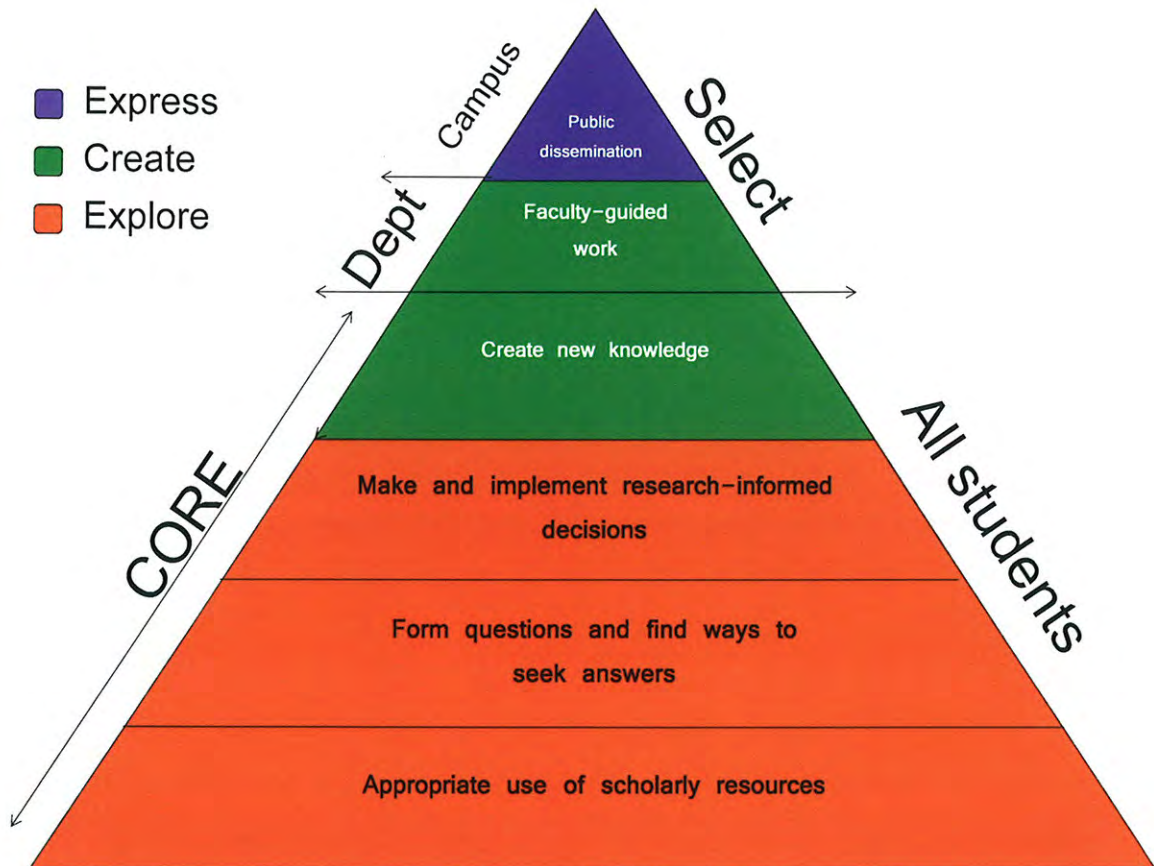 Express
Create
Explore
Campus
Dept
CORE
Select
All students
Public
dissemination
Faculty-guided
work
Create new knowledge
Make and implement research-informed
decisions
Form questions and find ways to
seek answers
Appropriate use of scholarly resources